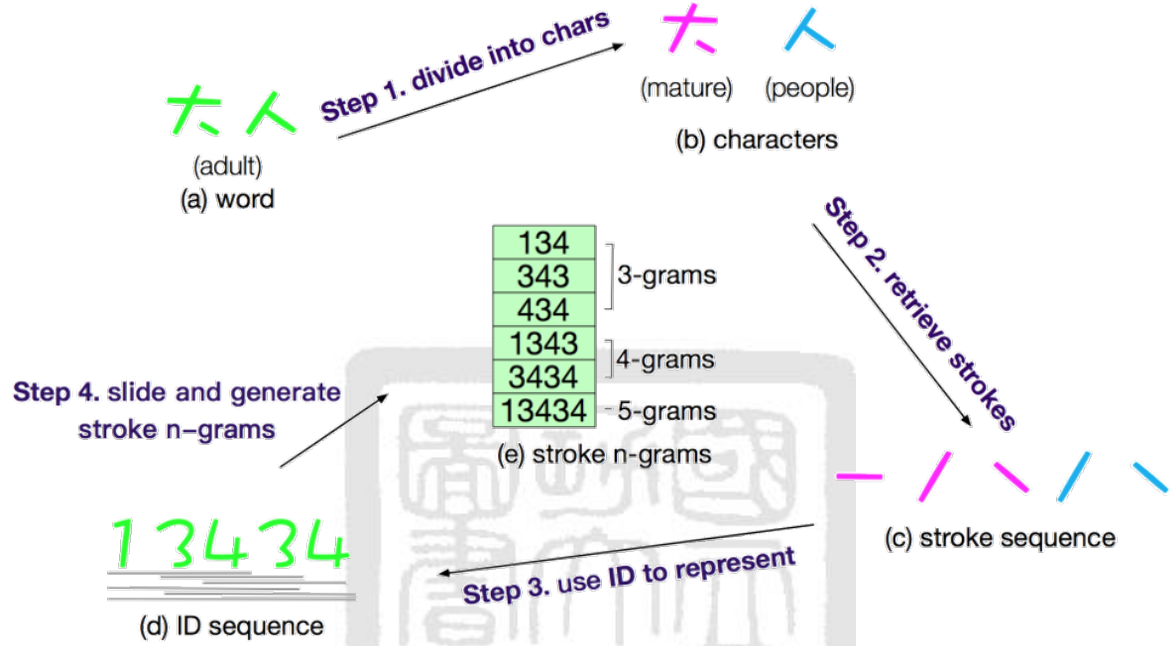 大人
(adult)
(a) word
Step 1. divide into chars
大 人
(mature) (people)
(b) characters
Step 2. retrieve strokes
(c) stroke sequence
Step 3. use ID to represent
13434
(d) ID sequence
Step 4. slide and generate
stroke n-grams
134
343
3-grams
434
1343
4-grams
3434
13434 5-grams
(e) stroke n-grams